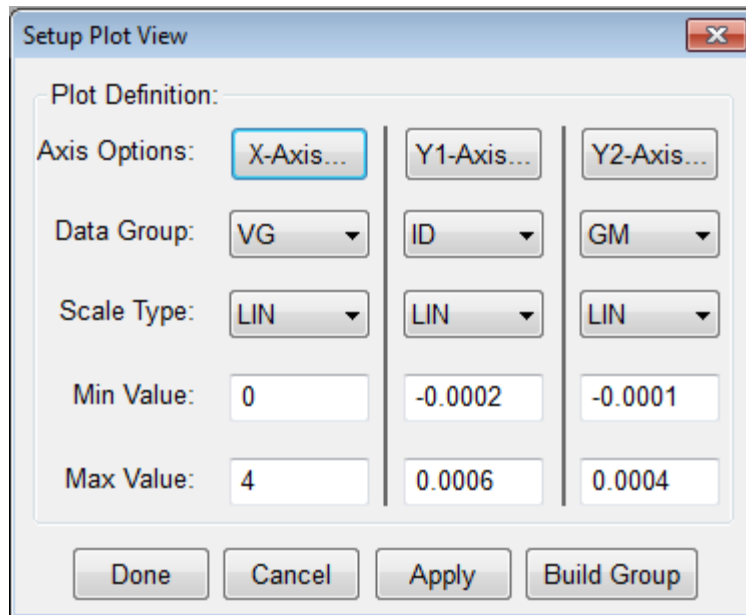 Setup Plot View
Plot Definition:
Axis Options: X-Axis... Y1-Axis... Y2-Axis...
Data Group: VG ID GM
Scale Type: LIN LIN LIN
Min Value: 0 -0.0002 -0.0001
Max Value: 4 0.0006 0.0004
Done Cancel Apply Build Group